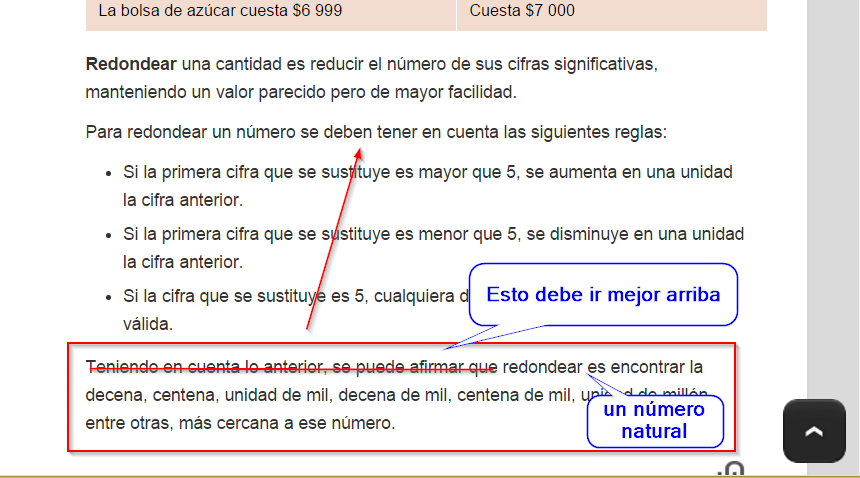 La bolsa de azúcar cuesta $6 999 Cuesta $7 000
Redondear una cantidad es reducir el número de sus cifras significativas,
manteniendo un valor parecido pero de mayor facilidad.
Para redondear un número se deben tener en cuenta las siguientes reglas:
Si la primera cifra que se sustituye es mayor que 5, se aumenta en una unidad
la cifra anterior.
Si la primera cifra que se sustituye es menor que 5, se disminuye en una unidad
la cifra anterior.
Si la cifra que se sustituye es 5, cualquiera
válida.
Esto debe ir mejor arriba
Teniendo en cuenta lo anterior, se puede afirmar que redondear es encontrar la
decena, centena, unidad de mil, decena de mil, centena de mil, unidad de millón
entre otras, más cercana a ese número.
un número
natural